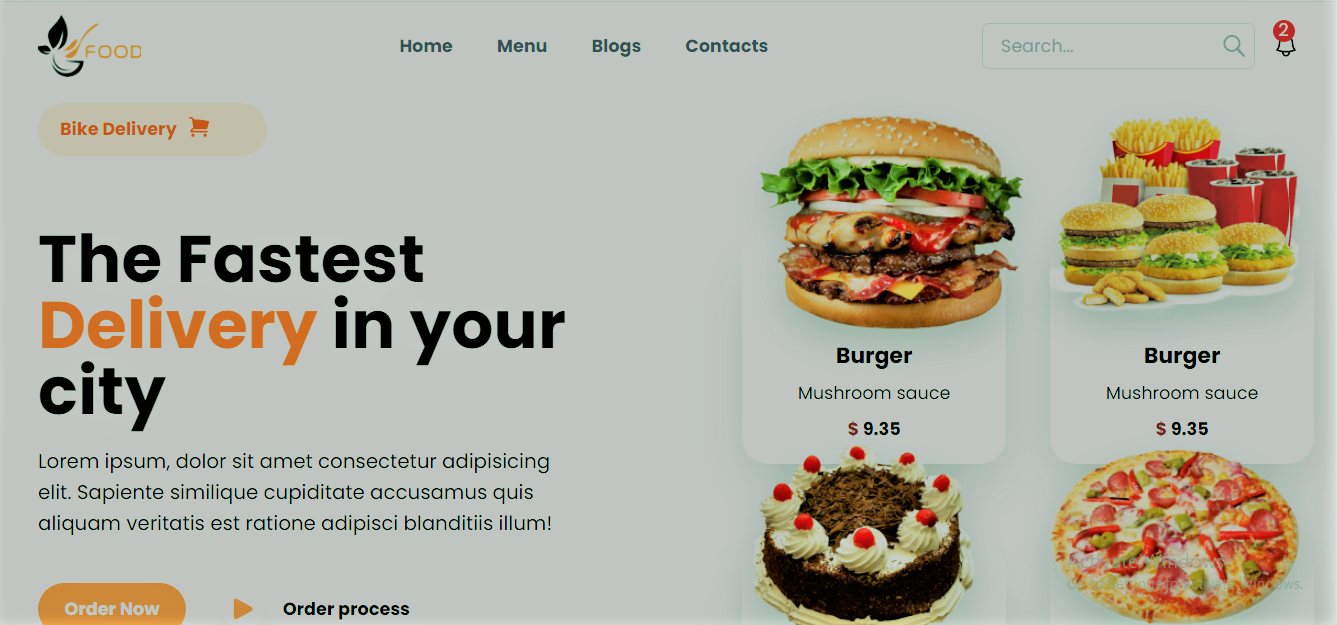 FOOD
Home Menu Blogs Contacts
Search...
2
Bike Delivery
The Fastest
Delivery in your
city
Lorem ipsum, dolor sit amet consectetur adipisicing
elit. Sapiente similique cupiditate accusamus quis
aliquam veritatis est ratione adipisci blanditiis illum!
Order Now
Order process
Burger
Mushroom sauce
$ 9.35
Burger
Mushroom sauce
$ 9.35
Activate Windows
Go to Settings to activate Windows.